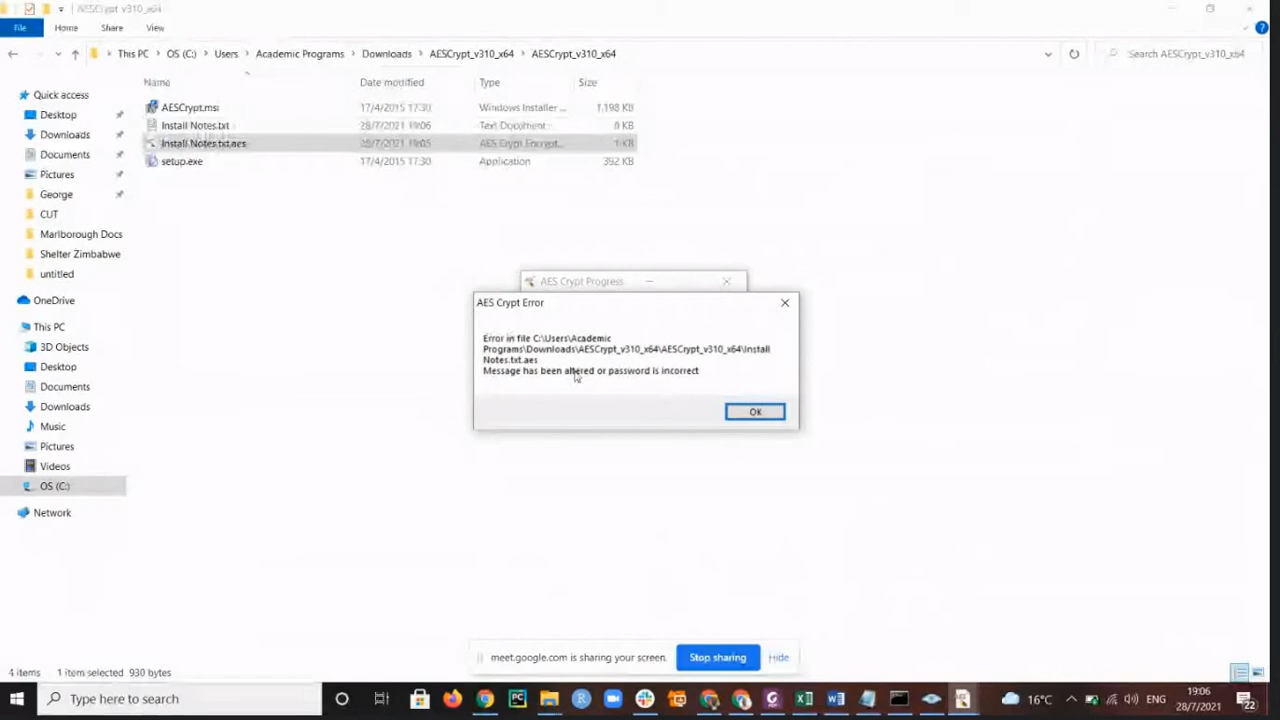 AESCrypt_v310_x64
File
Home
Share
View
This PC
OS (C:)
Users
Academic Programs
Downloads
AESCrypt_v310_x64
AESCrypt_v310_x64
Search AESCrypt_v310_x64
Name
Date modified
Type
Size
AESCrypt.msi 17/4/2015 17:30 Windows Installer ... 1,198 KB
Install Notes.txt 28/7/2021 19:06 Text Document 0 KB
Install Notes.txt.aes 28/7/2021 19:05 AES Crypt Encrypt... 1 KB
setup.exe 17/4/2015 17:30 Application 392 KB
Quick access
Desktop
Downloads
Documents
Pictures
George
CUT
Marlborough Docs
Shelter Zimbabwe
untitled
OneDrive
This PC
3D Objects
Desktop
Documents
Downloads
Music
Pictures
Videos
OS (C:)
Network
AES Crypt Progress
AES Crypt Error
Error in file C:\Users\Academic
Programs\Downloads\AESCrypt_v310_x64\AESCrypt_v310_x64\Install
Notes.txt.aes
Message has been altered or password is incorrect
OK
meet.google.com is sharing your screen.
Stop sharing
Hide
4 items
1 item selected 930 bytes
Type here to search
16°C
ENG
19:06
28/7/2021
22